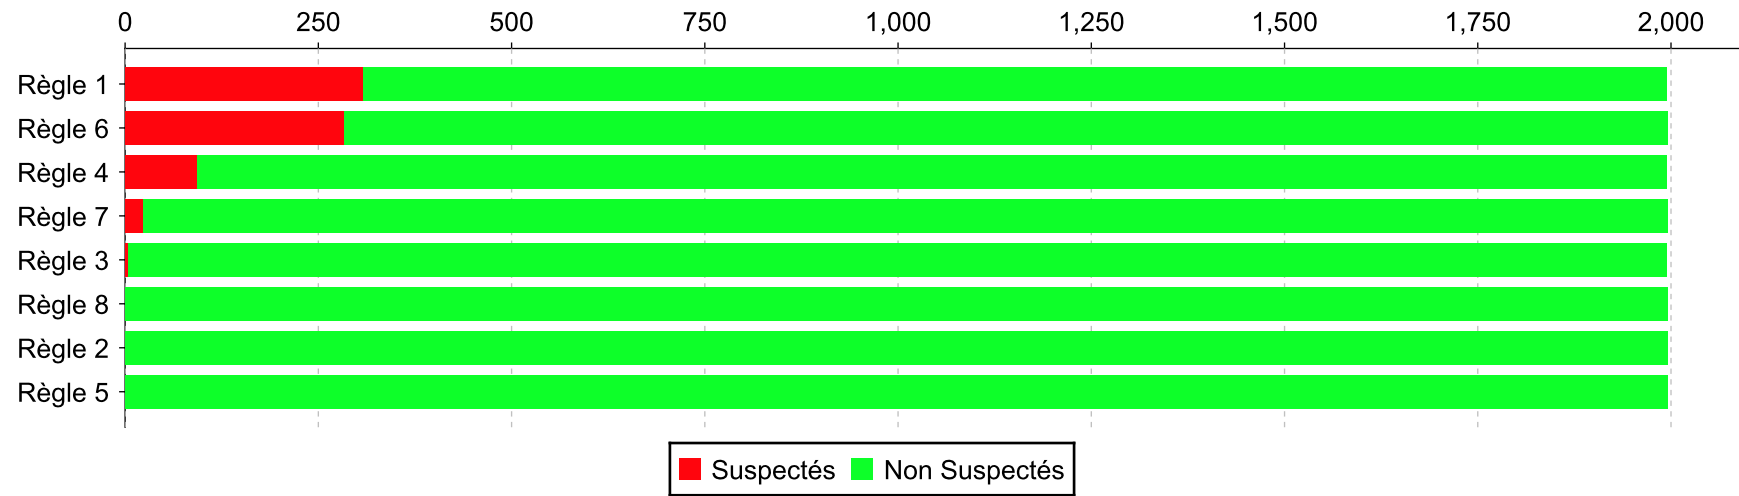 0 250 500 750 1,000 1,250 1,500 1,750 2,000
Règle 1
Règle 6
Règle 4
Règle 7
Règle 3
Règle 8
Règle 2
Règle 5
Suspectés Non Suspectés